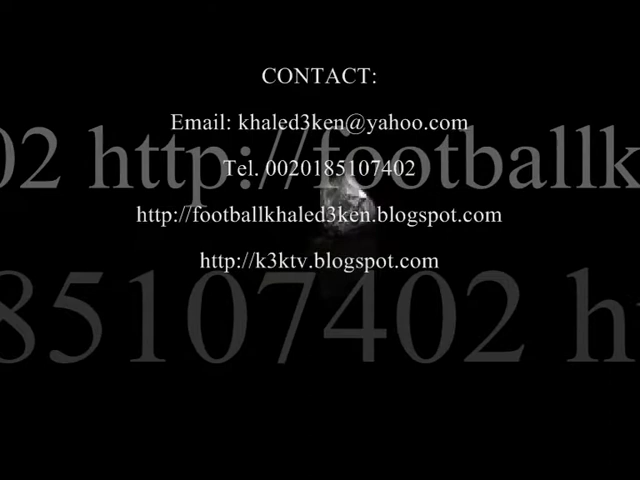 CONTACT:
Email: khaled3ken@yahoo.com
02 http://footballk
Tel. 0020185107402
http://footballkhaled3ken.blogspot.com
http://k3ktv.blogspot.com
85107402 h